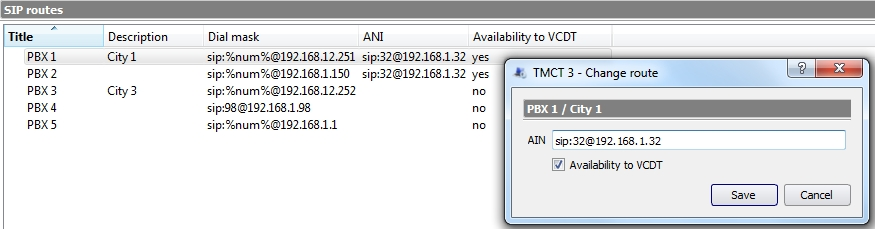 SIP routes
Title Description Dial mask ANI Availability to VCDT
PBX 1 City 1 sip:%num%@192.168.12.251 sip:32@192.168.1.32 yes
PBX 2 sip:%num%@192.168.1.150 sip:32@192.168.1.32 yes
PBX 3 City 3 sip:%num%@192.168.12.252 no
PBX 4 sip:98@192.168.1.98 no
PBX 5 sip:%num%@192.168.1.1 no
TMCT 3 - Change route
PBX 1 / City 1
AIN sip:32@192.168.1.32
Availability to VCDT
Save Cancel